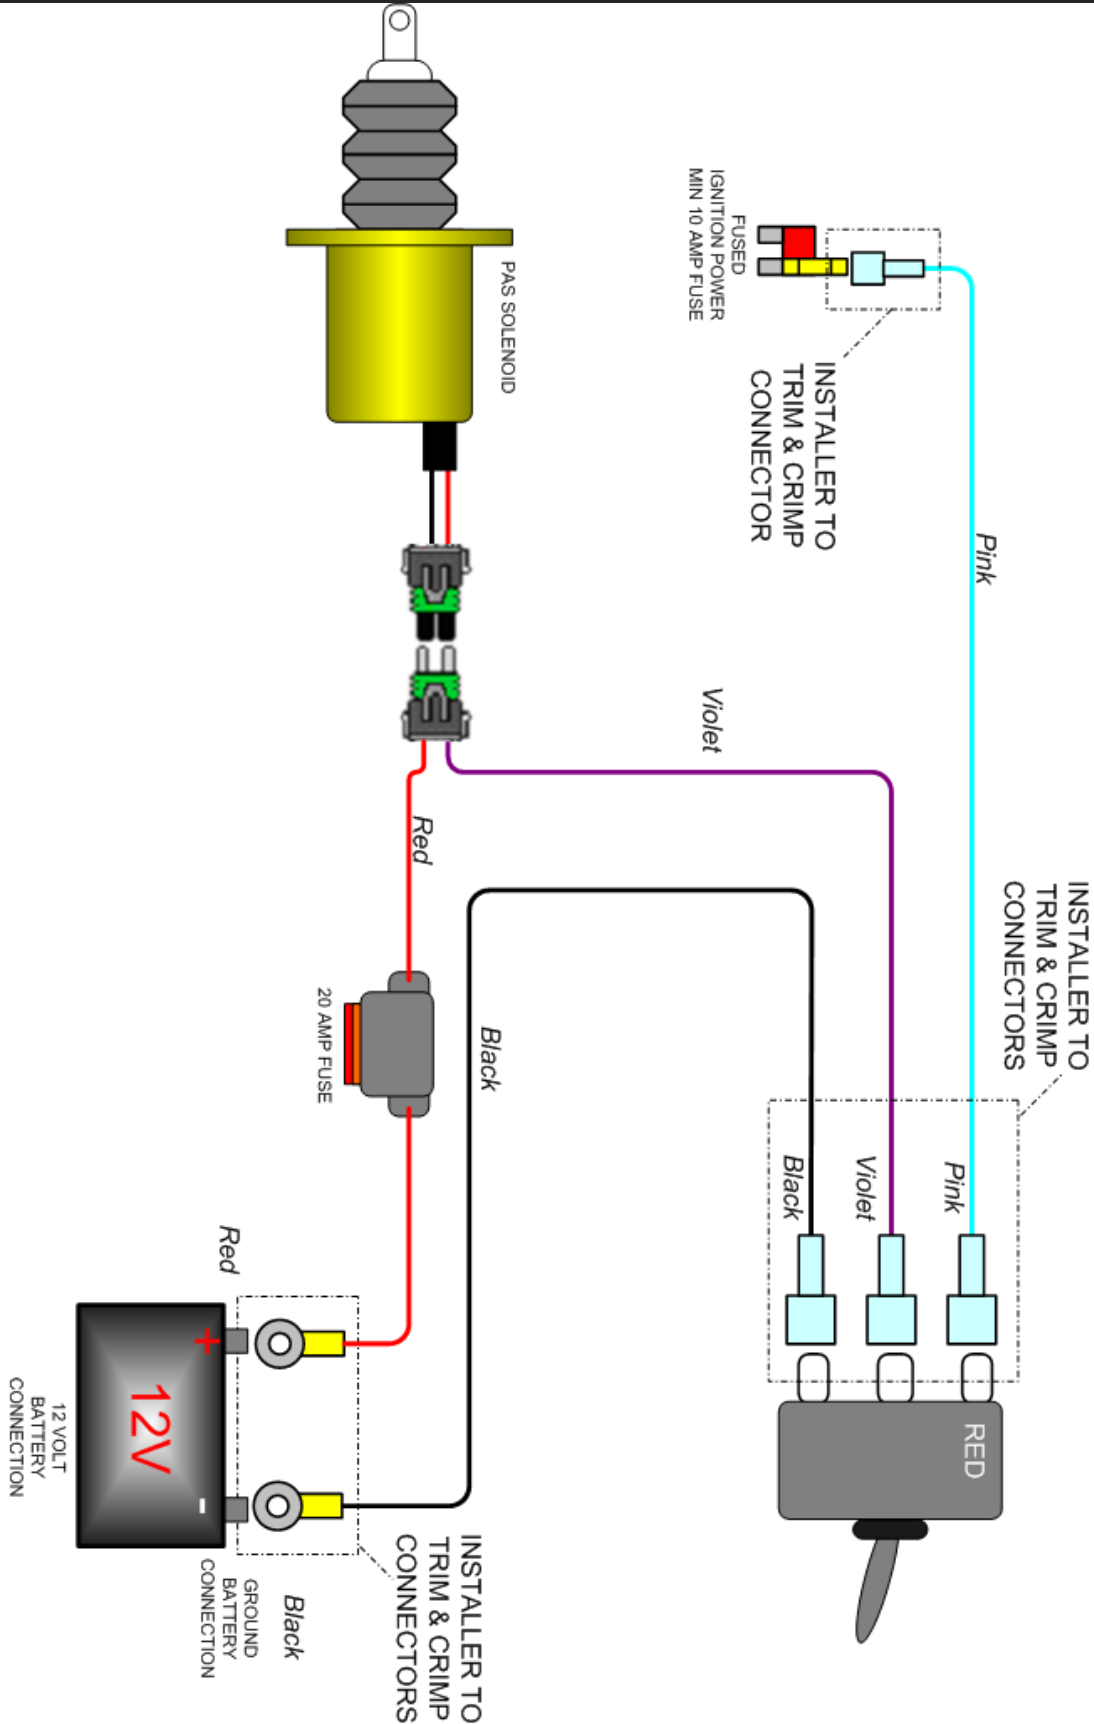 PAS SOLENOID
FUSED
IGNITION POWER
MIN 10 AMP FUSE
INSTALLER TO
TRIM & CRIMP
CONNECTOR
Pink
Violet
Red
20 AMP FUSE
Black
INSTALLER TO
TRIM & CRIMP
CONNECTORS
Pink
Violet
Black
RED
Red
+
12V
-
12 VOLT
BATTERY
CONNECTION
GROUND
BATTERY
CONNECTION
Black
INSTALLER TO
TRIM & CRIMP
CONNECTORS